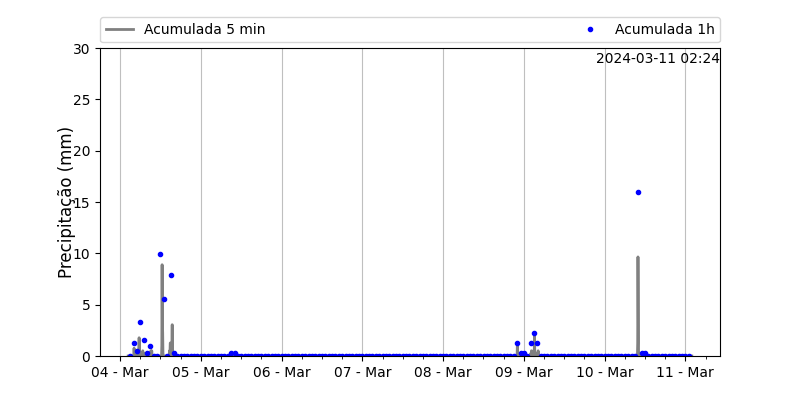 Acumulada 5 min
Acumulada 1h
2024-03-11 02:24
Precipitação (mm)
30
25
20
15
10
5
0
04 - Mar
05 - Mar
06 - Mar
07 - Mar
08 - Mar
09 - Mar
10 - Mar
11 - Mar